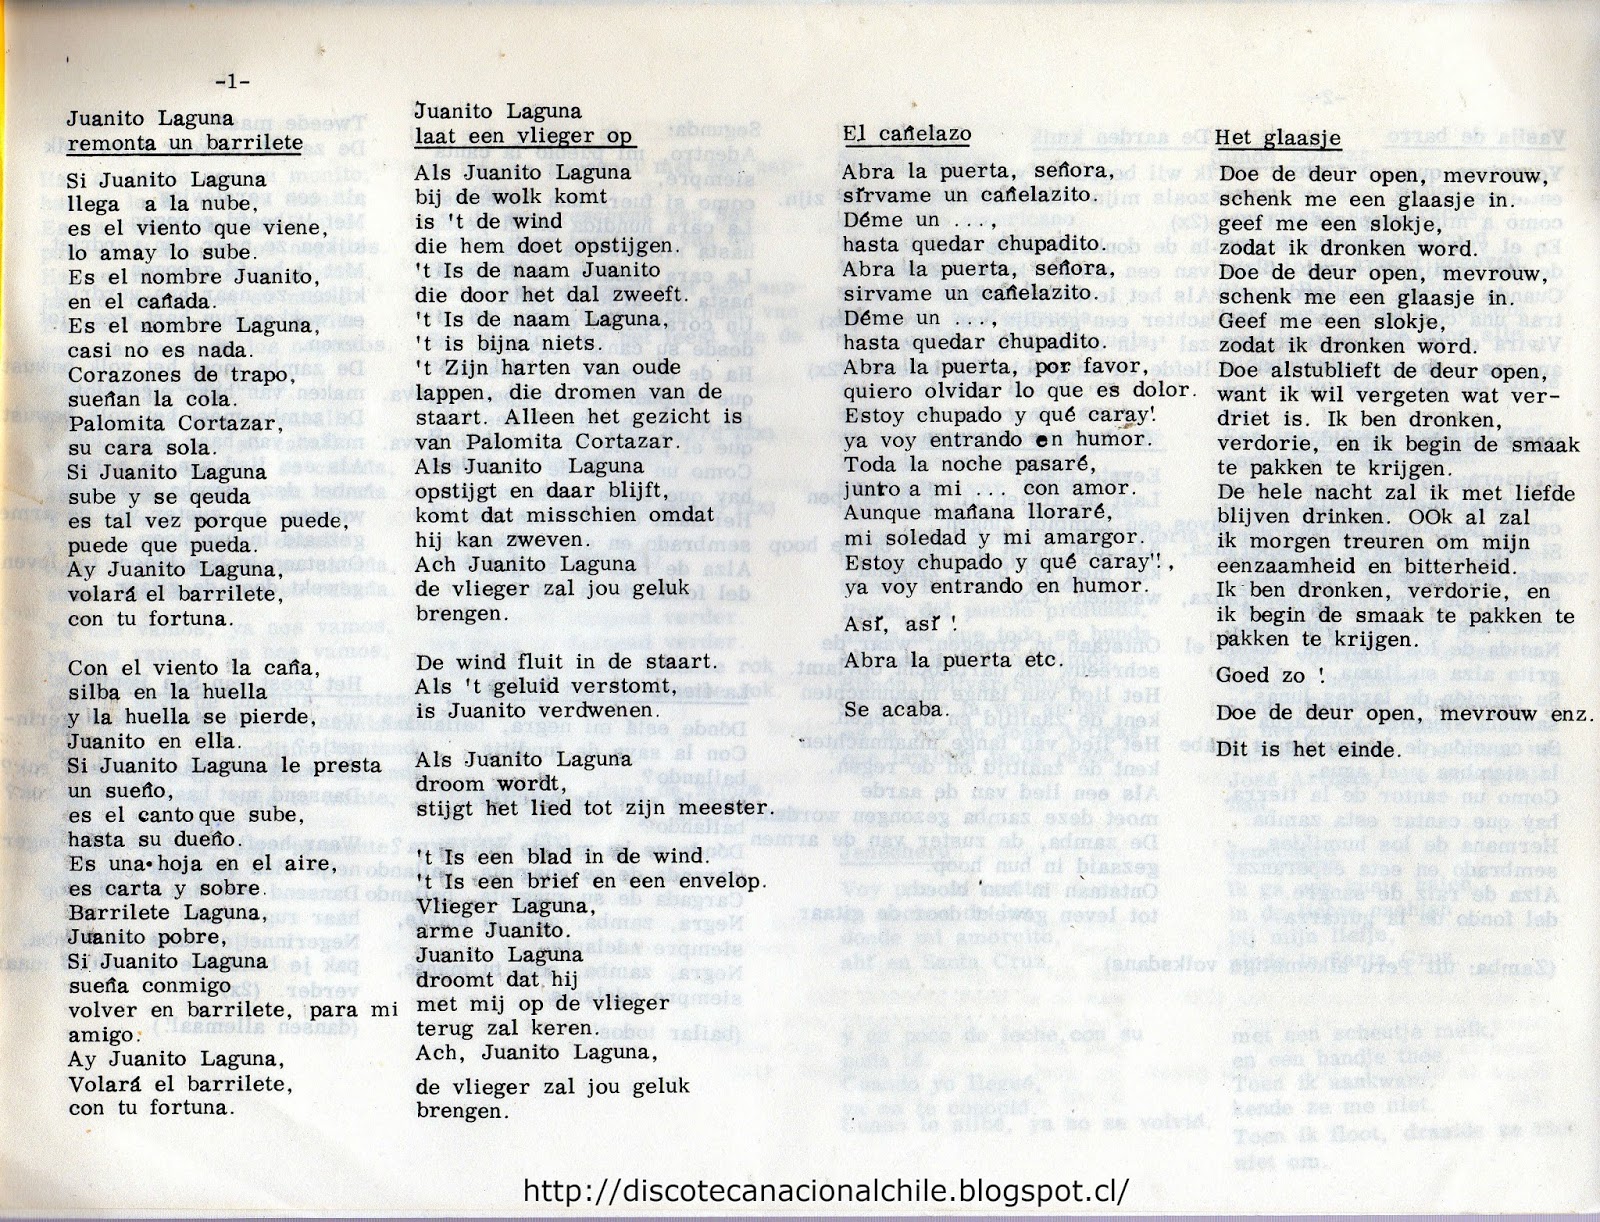 -1-
Juanito Laguna
remonta un barrilete
Si Juanito Laguna
llega a la nube,
es el viento que viene,
lo amay lo sube.
Es el nombre Juanito,
en el cañada.
Es el nombre Laguna,
casi no es nada.
Corazones de trapo,
sueñan la cola.
Palomita Cortazar,
su cara sola.
Si Juanito Laguna
sube y se qeuda
es tal vez porque puede,
puede que pueda.
Ay Juanito Laguna,
volará el barrilete,
con tu fortuna.
Con el viento la caña,
silba en la huella
y la huella se pierde,
Juanito en ella.
Si Juanito Laguna le presta
un sueño,
es el canto que sube,
hasta su dueño.
Es una hoja en el aire,
es carta y sobre.
Barrilete Laguna,
Juanito pobre,
Si Juanito Laguna
sueña conmigo
volver en barrilete, para mi
amigo.
Ay Juanito Laguna,
Volará el barrilete,
con tu fortuna.
Juanito Laguna
laat een vlieger op
Als Juanito Laguna
bij de wolk komt
is 't de wind
die hem doet opstijgen.
't Is de naam Juanito
die door het dal zweeft.
't Is de naam Laguna,
't is bijna niets.
't Zijn harten van oude
lappen, die dromen van de
staart. Alleen het gezicht is
van Palomita Cortazar.
Als Juanito Laguna
opstijgt en daar blijft,
komt dat misschien omdat
hij kan zweven.
Ach Juanito Laguna
de vlieger zal jou geluk
brengen.
De wind fluit in de staart.
Als 't geluid verstomt,
is Juanito verdwenen.
Als Juanito Laguna
droom wordt,
stijgt het lied tot zijn meester.
't Is een blad in de wind.
't Is een brief en een envelop.
Vlieger Laguna,
arme Juanito.
Juanito Laguna
droomt dat hij
met mij op de vlieger
terug zal keren.
Ach, Juanito Laguna,
de vlieger zal jou geluk
brengen.
El cañelazo
Abra la puerta, señora,
sírvame un cañelazito.
Déme un ....,
hasta quedar chupadito.
Abra la puerta, señora,
sirvame un cañelazito.
Déme un ....,
hasta quedar chupadito.
Abra la puerta, por favor,
quiero olvidar lo que es dolor.
Estoy chupado y qué caray!.
ya voy entrando en humor.
Toda la noche pasaré,
junto a mi .... con amor.
Aunque mañana lloraré,
mi soledad y mi amargor.
Estoy chupado y qué caray!!,
ya voy entrando en humor.
Así, así !
Abra la puerta etc.
Se acaba.
Het glaasje
Doe de deur open, mevrouw,
schenk me een glaasje in.
geef me een slokje,
zodat ik dronken word.
Doe de deur open, mevrouw,
schenk me een glaasje in.
Geef me een slokje,
zodat ik dronken word.
Doe alstublieft de deur open,
want ik wil vergeten wat ver-
driet is. Ik ben dronken,
verdorie, en ik begin de smaak
te pakken te krijgen.
De hele nacht zal ik met liefde
blijven drinken. OOk al zal
ik morgen treuren om mijn
eenzaamheid en bitterheid.
Ik ben dronken, verdorie, en
ik begin de smaak te pakken te
pakken te krijgen.
Goed zo !
Doe de deur open, mevrouw enz.
Dit is het einde.
http://discotecanacionalchile.blogspot.cl/